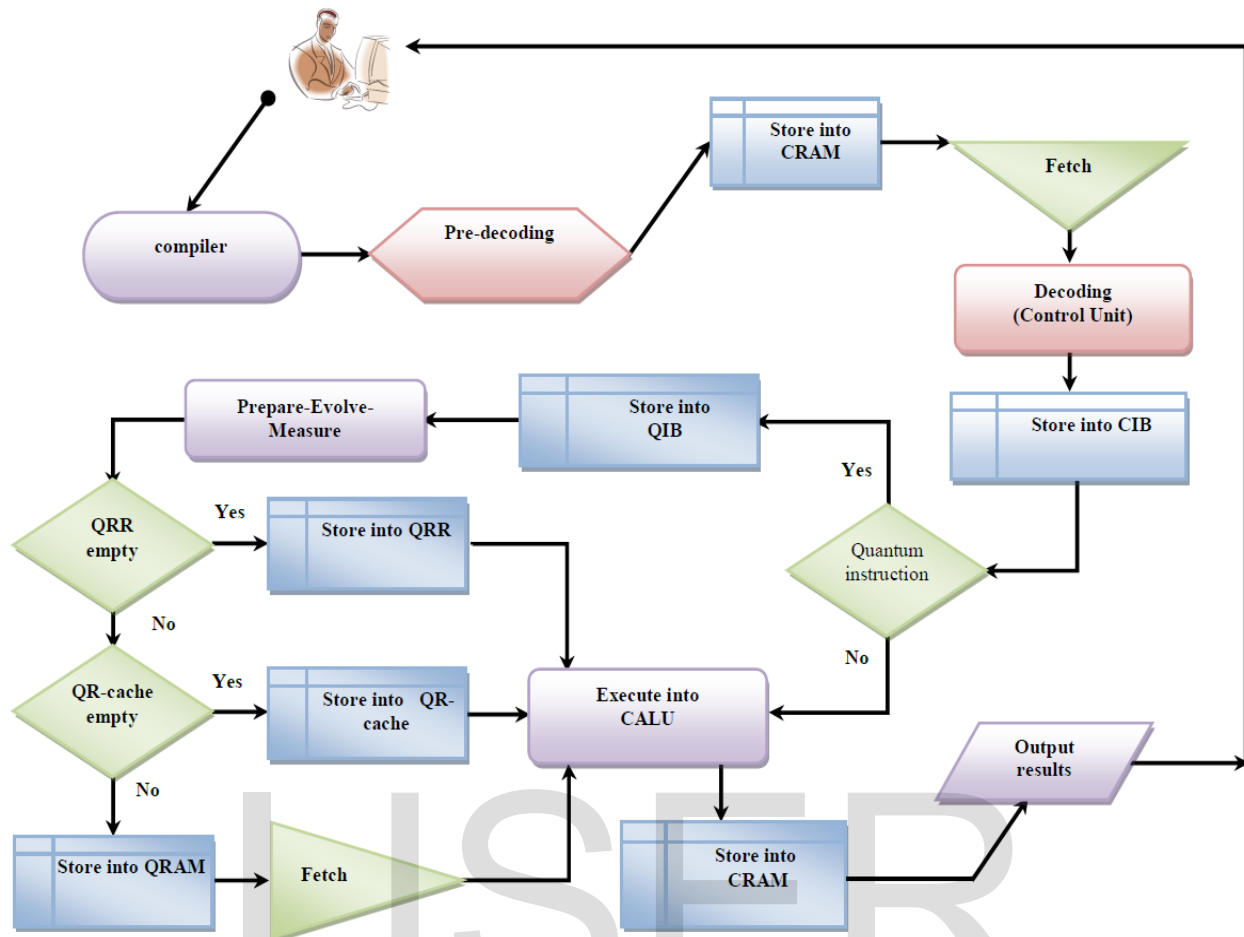 compiler
Pre-decoding
Store into
CRAM
Fetch
Decoding
(Control Unit)
Store into CIB
Quantum
instruction
Yes
No
Store into
QIB
Prepare-Evolve-
Measure
QRR
empty
Yes
No
Store into QRR
QR-cache
empty
Yes
No
Store into QR-
cache
Store into QRAM
Fetch
Execute into
CALU
Store into
CRAM
Output
results
IJSER